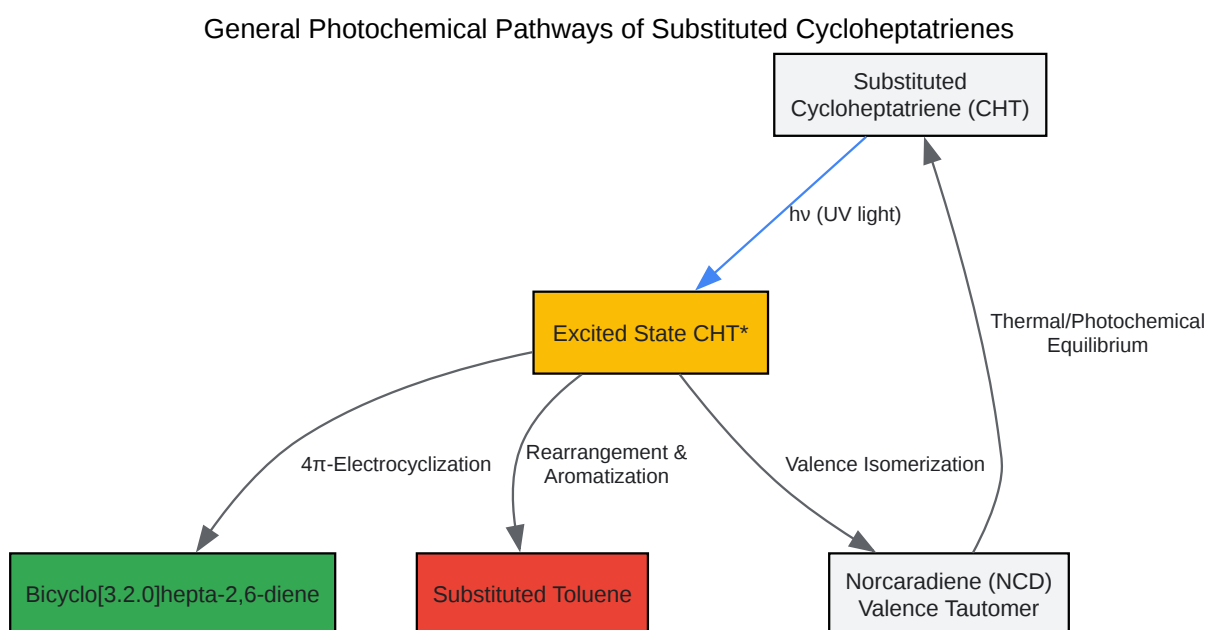 General Photochemical Pathways of Substituted Cycloheptatrienes
Substituted
Cycloheptatriene (CHT)
hν (UV light)
Excited State CHT*
Thermal/Photochemical
Equilibrium
4π-Electrocyclization
Rearrangement &
Aromatization
Valence Isomerization
Bicyclo[3.2.0]hepta-2,6-diene
Substituted Toluene
Norcaradiene (NCD)
Valence Tautomer